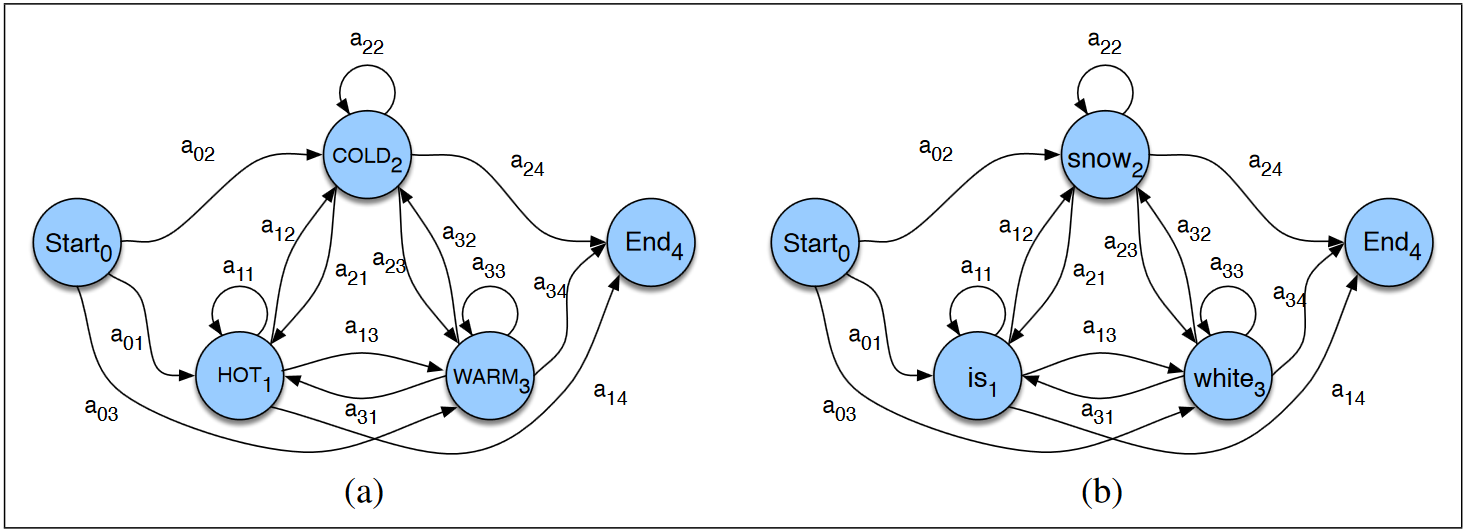 a22
a02
COLD2
a24
Start0
End4
a12
a32
a21
a23
a11
a33
a34
a01
a13
HOT1
WARM3
a03
a31
a14
(a)
a22
a02
snow2
a24
Start0
End4
a12
a32
a21
a23
a11
a33
a34
a01
a13
is1
white3
a03
a31
a14
(b)